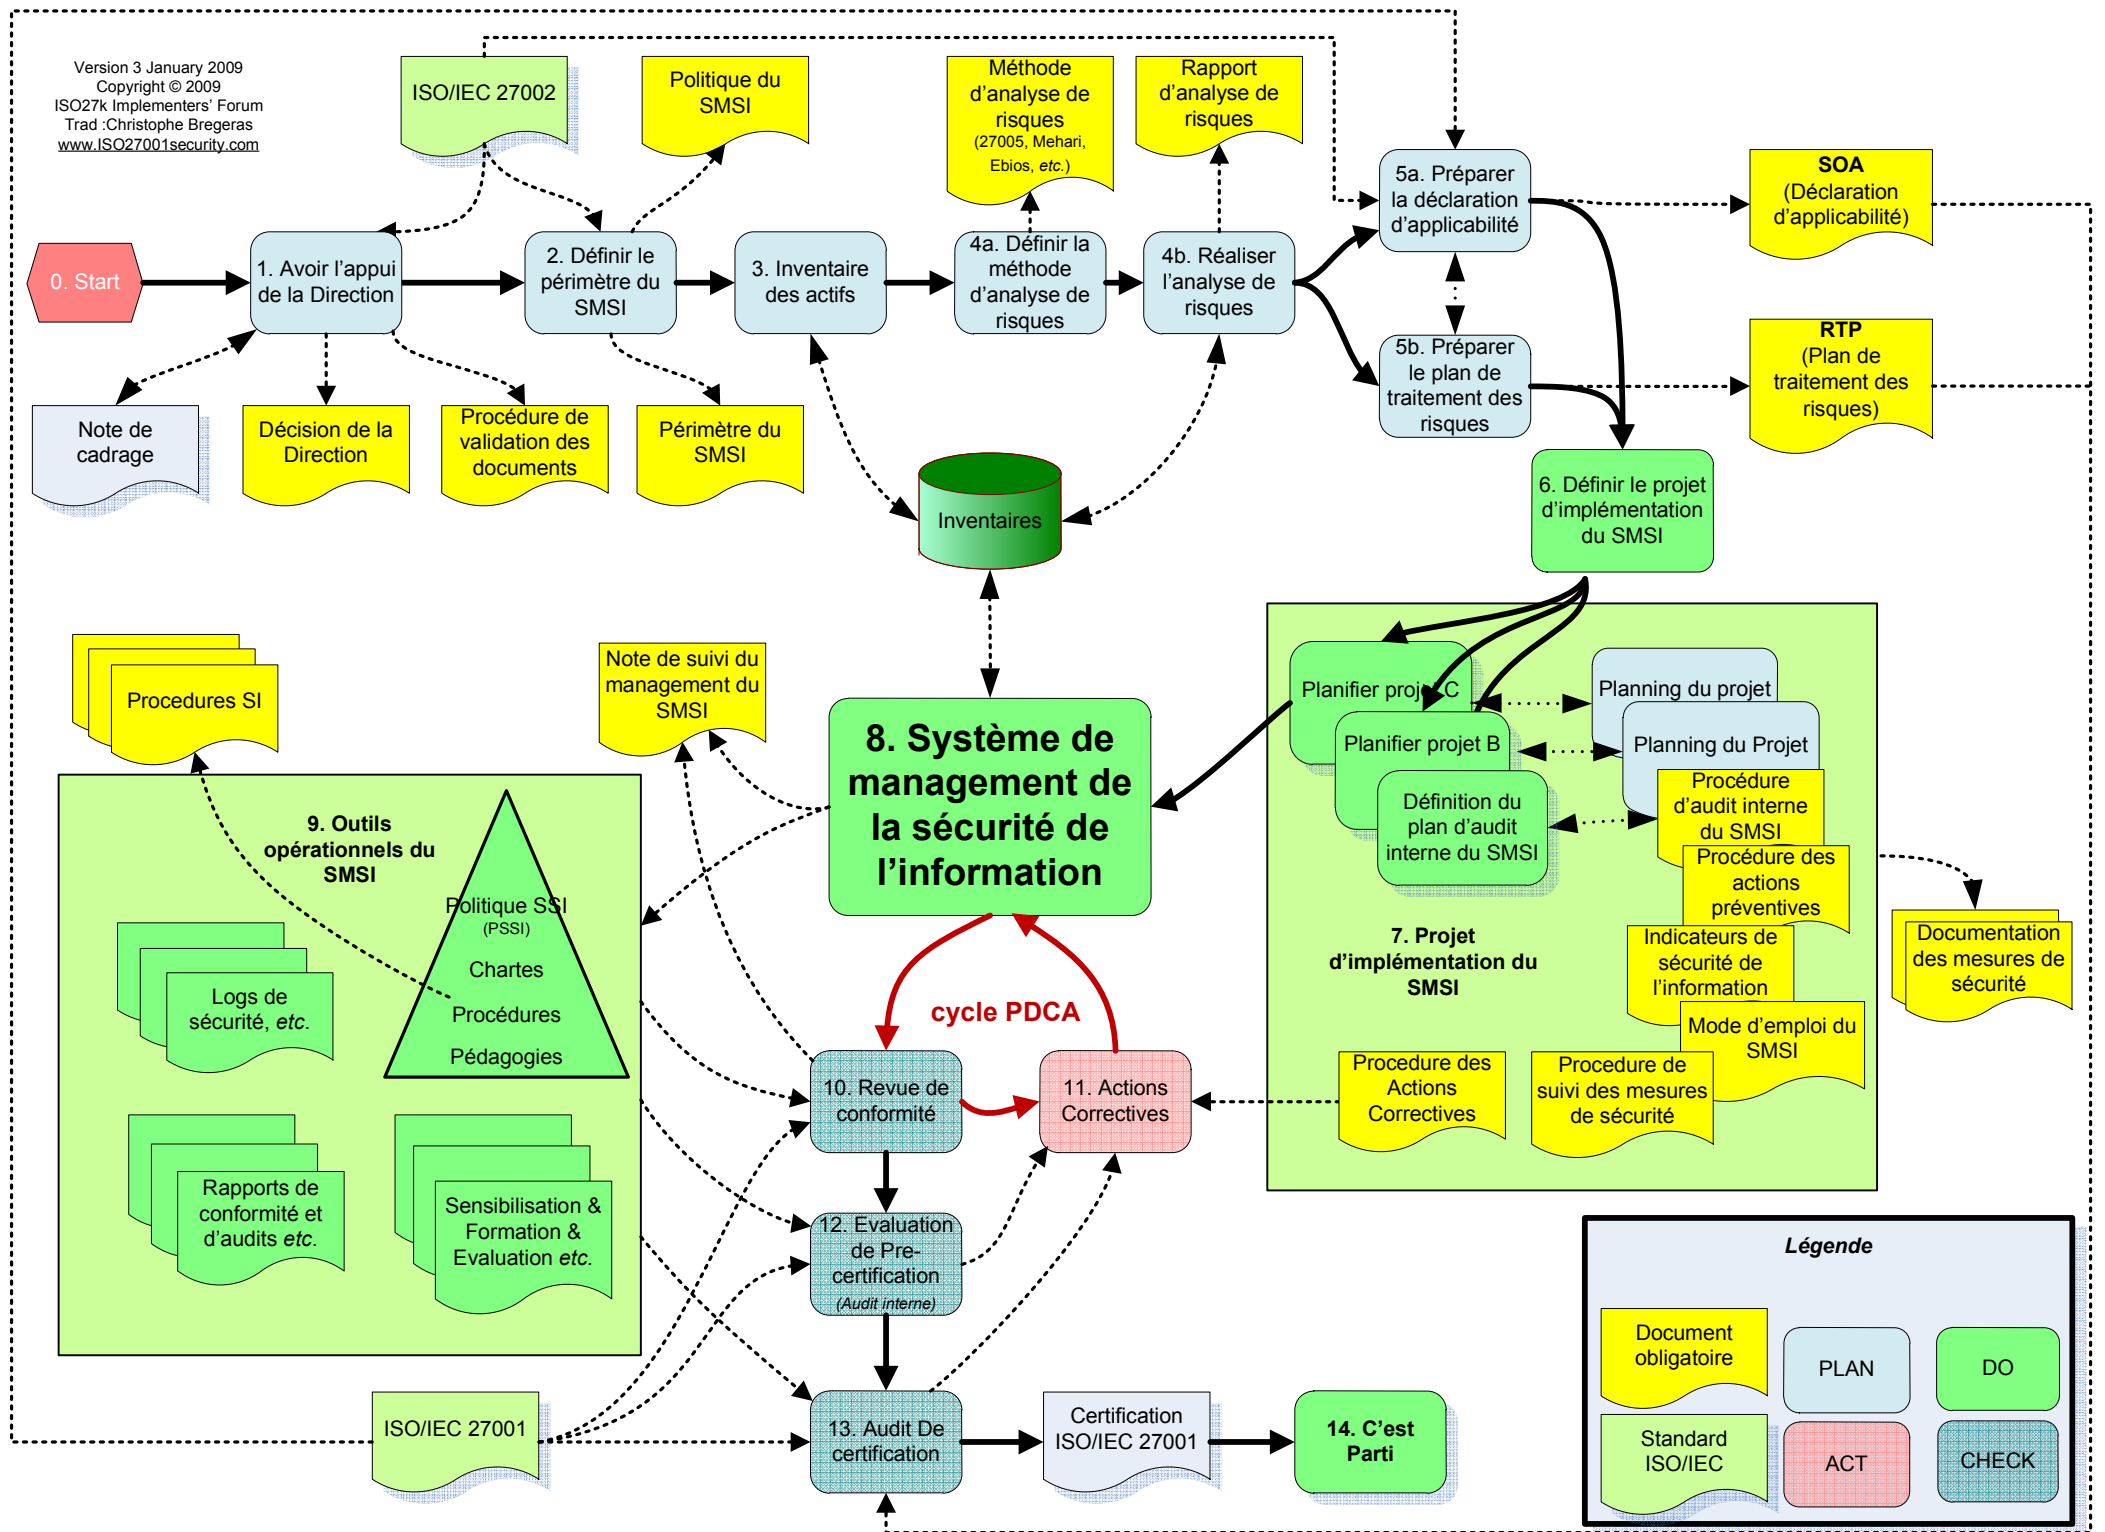 Version 3 January 2009
Copyright © 2009
ISO27k Implementers’ Forum
Trad :Christophe Bregeras
www.ISO27001security.com
ISO/IEC 27002
Politique du
SMSI
Méthode
d’analyse de
risques
(27005, Mehari,
Ebios, etc.)
Rapport
d’analyse de
risques
0. Start
1. Avoir l’appui
de la Direction
2. Définir le
périmètre du
SMSI
3. Inventaire
des actifs
4a. Définir la
méthode
d’analyse de
risques
4b. Réaliser
l’analyse de
risques
5a. Préparer
la déclaration
d’applicabilité
SOA
(Déclaration
d’applicabilité)
5b. Préparer
le plan de
traitement des
risques
RTP
(Plan de
traitement des
risques)
Note de
cadrage
Décision de la
Direction
Procédure de
validation des
documents
Périmètre du
SMSI
Inventaires
6. Définir le projet
d’implémentation
du SMSI
Procedures SI
Note de suivi du
management du
SMSI
8. Système de
management de
la sécurité de
l’information
Planifier projet C
Planning du projet
Planifier projet B
Planning du Projet
Définition du
plan d’audit
interne du SMSI
Procédure
d’audit interne
du SMSI
Procédure des
actions
préventives
Indicateurs de
sécurité de
l’information
Mode d’emploi du
SMSI
7. Projet
d’implémentation du
SMSI
Procedure des
Actions
Correctives
Procedure de
suivi des mesures
de sécurité
Documentation
des mesures de
sécurité
9. Outils
opérationnels du
SMSI
Politique SSI
(PSSI)
Chartes
Procédures
Pédagogies
Logs de
sécurité, etc.
Rapports de
conformité et
d’audits etc.
Sensibilisation &
Formation &
Evaluation etc.
cycle PDCA
10. Revue de
conformité
11. Actions
Correctives
12. Evaluation
de Pre-
certification
(Audit interne)
ISO/IEC 27001
13. Audit De
certification
Certification
ISO/IEC 27001
14. C’est
Parti
Légende
Document
obligatoire
PLAN
DO
Standard
ISO/IEC
ACT
CHECK